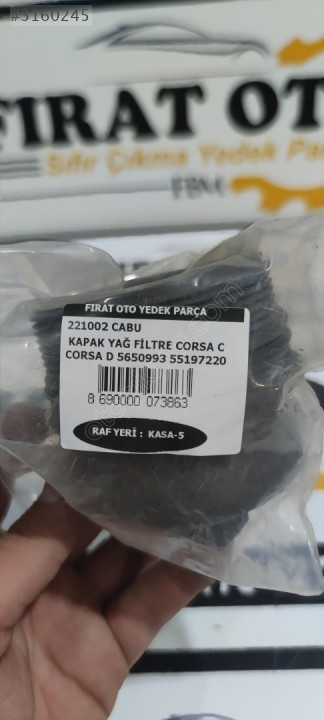 #5160245
FIRAT OTO
Sıfır Çıkma Yedek Par
FBM
FIRAT OTO YEDEK PARÇA
221002 CABU
KAPAK YAĞ FİLTRE CORSA C
CORSA D 5650993 55197220
8 690000 073863
RAF YERİ : KASA-5